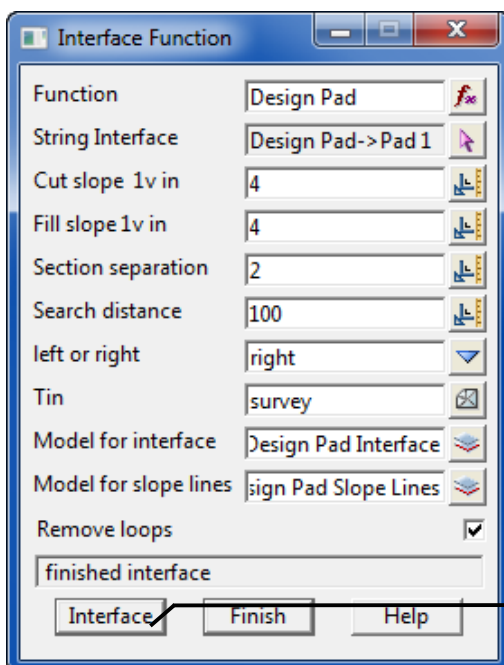 Interface Function
Function Design Pad
String Interface Design Pad->Pad 1
Cut slope 1v in 4
Fill slope 1v in 4
Section separation 2
Search distance 100
left or right right
Tin survey
Model for interface Design Pad Interface
Model for slope lines sign Pad Slope Lines
Remove loops
finished interface
Interface Finish Help